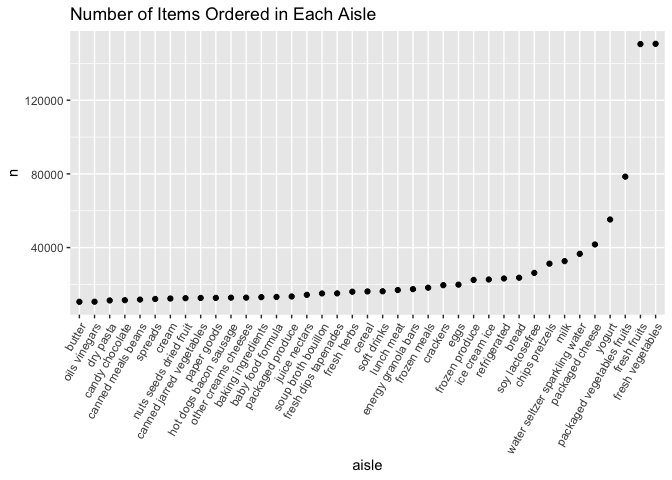 Number of Items Ordered in Each Aisle
n
120000
80000
40000
butter
oils vinegars
dry pasta
candy chocolate
canned meals beans
spreads
cream
nuts seeds dried fruit
canned jarred vegetables
paper goods
hot dogs bacon sausage
other creams cheeses
baking ingredients
baby food formula
packaged produce
juice nectars
soup broth bouillon
fresh dips tapenades
fresh herbs
cereal
soft drinks
lunch meat
energy granola bars
frozen meals
crackers
eggs
frozen produce
ice cream ice
refrigerated
bread
soy lactosefree
chips pretzels
milk
water seltzer sparkling water
packaged cheese
yogurt
packaged vegetables fruits
fresh fruits
fresh vegetables
aisle